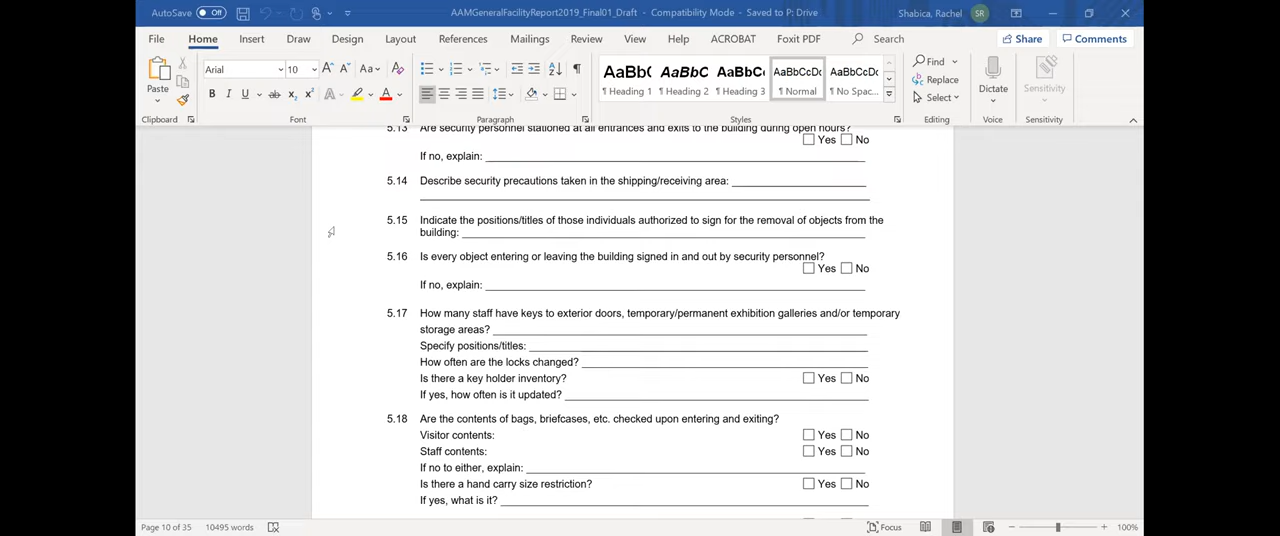 AutoSave Off AAMGeneralFacilityReport2019_Final01_Draft - Compatibility Mode - Saved to P: Drive Shabica, Rachel SR
File Home Insert Draw Design Layout References Mailings Review View Help ACROBAT Foxit PDF Search Share Comments
Arial 10 Aa AaBbC AaBbC AaBbCc AaBbCcDc AaBbCcDc Find
Paste Heading 1 Heading 2 Heading 3 ¶ Normal ¶ No Spac... Replace Dictate Sensitivity
B I U ab x₂ x² A A Select
Clipboard Font Paragraph Styles Editing Voice Sensitivity
5.13 Are security personnel stationed at all entrances and exits to the building during open hours?
Yes No
If no, explain:
5.14 Describe security precautions taken in the shipping/receiving area:
5.15 Indicate the positions/titles of those individuals authorized to sign for the removal of objects from the
building:
5.16 Is every object entering or leaving the building signed in and out by security personnel?
Yes No
If no, explain:
5.17 How many staff have keys to exterior doors, temporary/permanent exhibition galleries and/or temporary
storage areas?
Specify positions/titles:
How often are the locks changed?
Is there a key holder inventory? Yes No
If yes, how often is it updated?
5.18 Are the contents of bags, briefcases, etc. checked upon entering and exiting?
Visitor contents: Yes No
Staff contents: Yes No
If no to either, explain:
Is there a hand carry size restriction? Yes No
If yes, what is it?
Page 10 of 35 10495 words Focus 100%